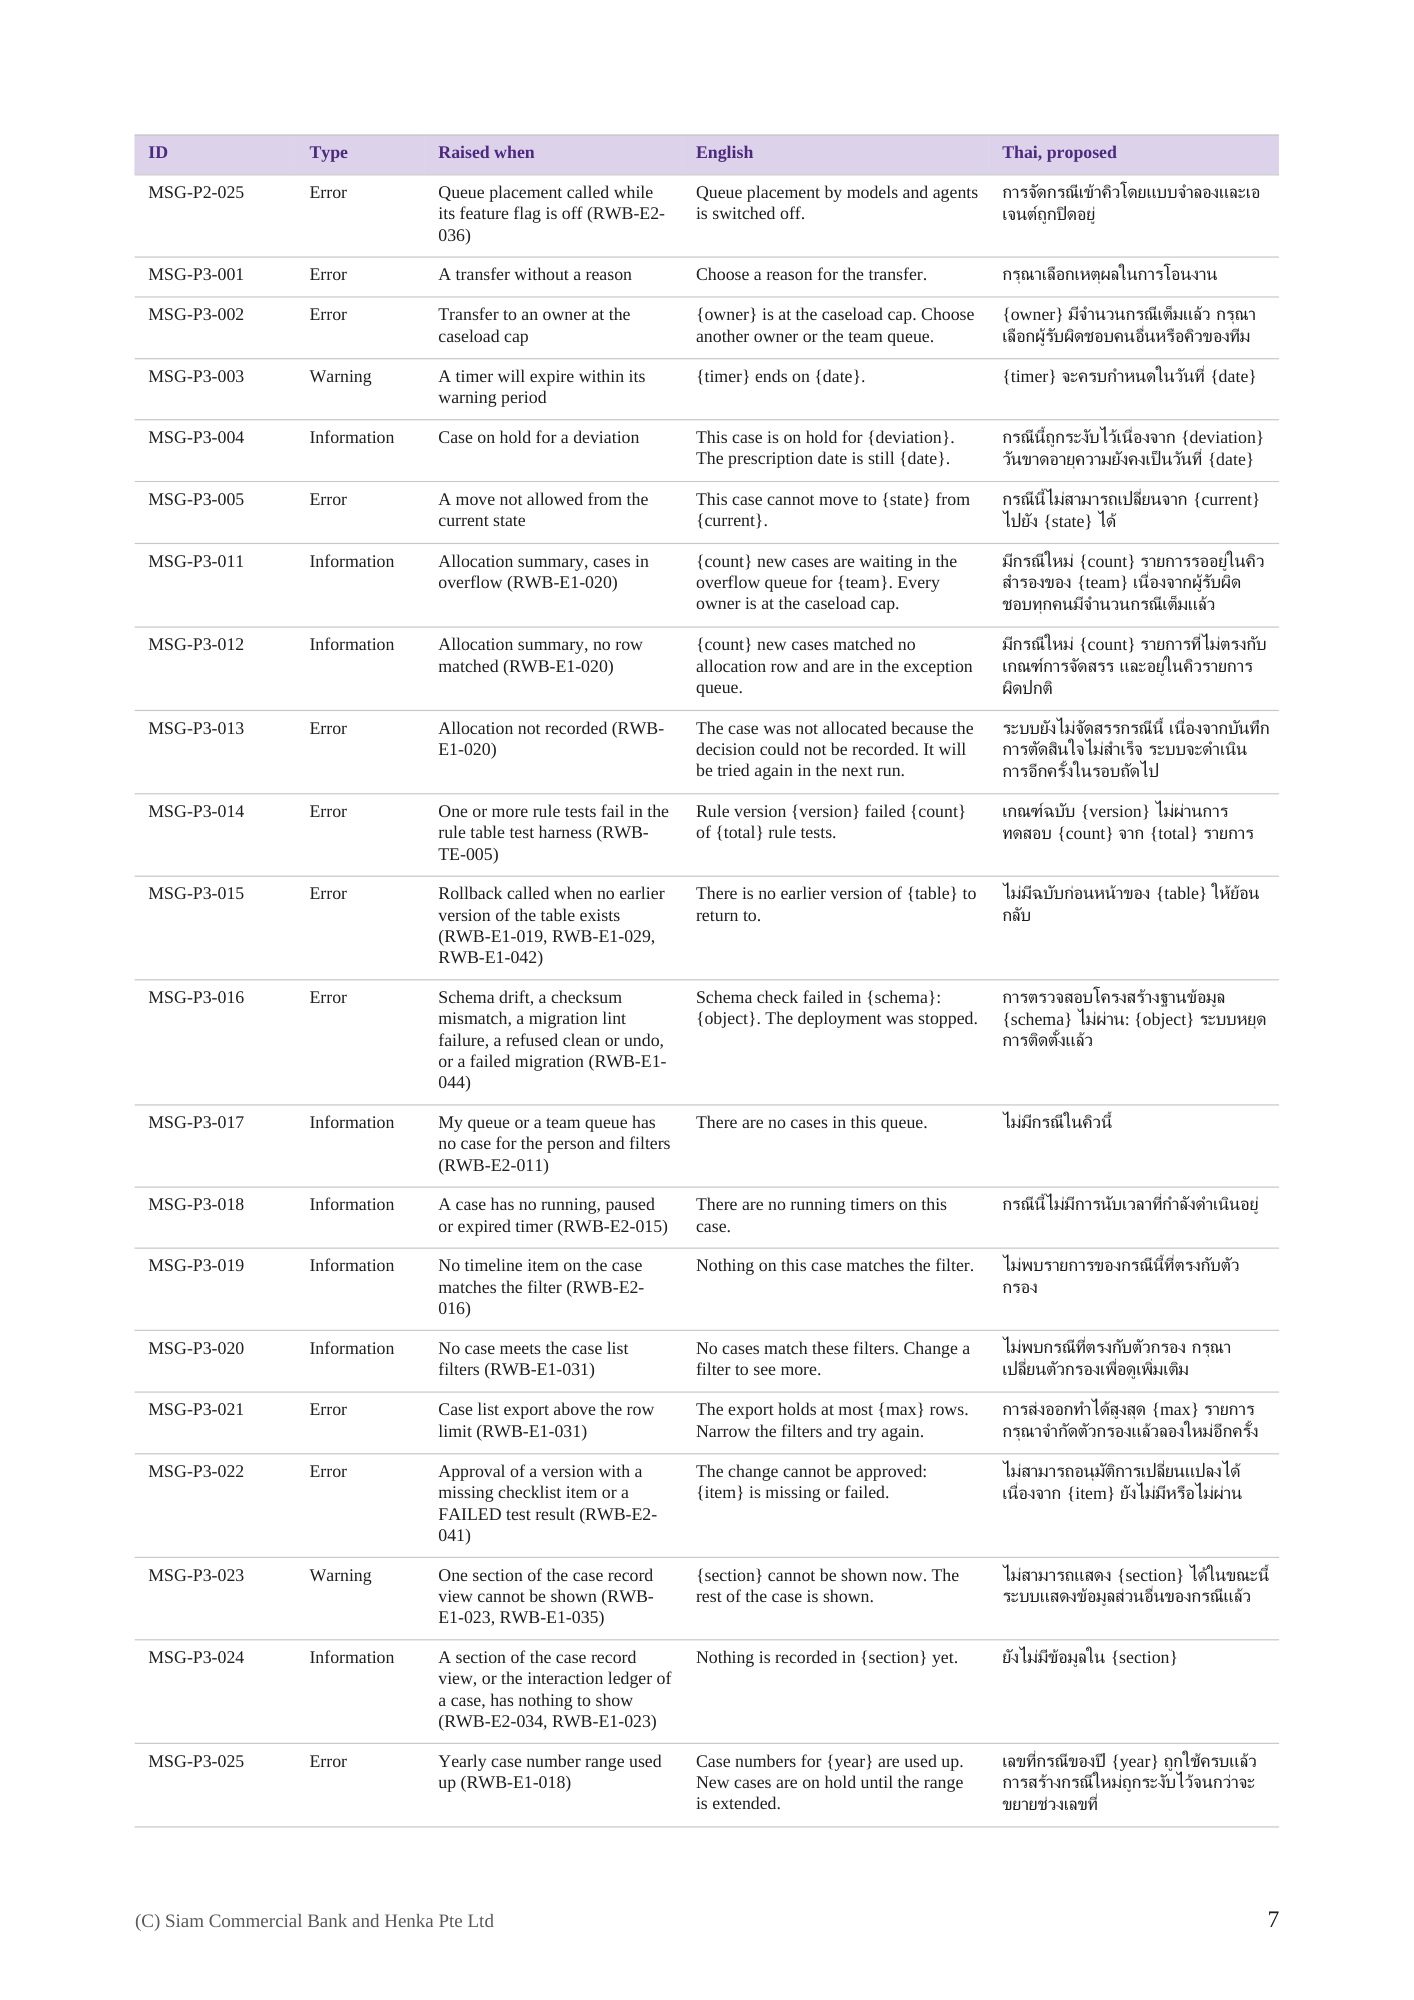 ID Type Raised when English Thai, proposed
MSG-P2-025 Error Queue placement called while Queue placement by models and agents การจัดกรณีเข้าคิวโดยแบบจำลองและเอ
its feature flag is off (RWB-E2- is switched off. เจนต์ถูกปิดอยู่
036)
MSG-P3-001 Error A transfer without a reason Choose a reason for the transfer. กรุณาเลือกเหตุผลในการโอนงาน
MSG-P3-002 Error Transfer to an owner at the {owner} is at the caseload cap. Choose {owner} มีจำนวนกรณีเต็มแล้ว กรุณา
caseload cap another owner or the team queue. เลือกผู้รับผิดชอบคนอื่นหรือคิวของทีม
MSG-P3-003 Warning A timer will expire within its {timer} ends on {date}. {timer} จะครบกำหนดในวันที่ {date}
warning period
MSG-P3-004 Information Case on hold for a deviation This case is on hold for {deviation}. กรณีนี้ถูกระงับไว้เนื่องจาก {deviation}
The prescription date is still {date}. วันขาดอายุความยังคงเป็นวันที่ {date}
MSG-P3-005 Error A move not allowed from the This case cannot move to {state} from กรณีนี้ไม่สามารถเปลี่ยนจาก {current}
current state {current}. ไปยัง {state} ได้
MSG-P3-011 Information Allocation summary, cases in {count} new cases are waiting in the มีกรณีใหม่ {count} รายการรออยู่ในคิว
overflow (RWB-E1-020) overflow queue for {team}. Every สำรองของ {team} เนื่องจากผู้รับผิด
owner is at the caseload cap. ชอบทุกคนมีจำนวนกรณีเต็มแล้ว
MSG-P3-012 Information Allocation summary, no row {count} new cases matched no มีกรณีใหม่ {count} รายการที่ไม่ตรงกับ
matched (RWB-E1-020) allocation row and are in the exception เกณฑ์การจัดสรร และอยู่ในคิวรายการ
queue. ผิดปกติ
MSG-P3-013 Error Allocation not recorded (RWB- The case was not allocated because the ระบบยังไม่จัดสรรกรณีนี้ เนื่องจากบันทึก
E1-020) decision could not be recorded. It will การตัดสินใจไม่สำเร็จ ระบบจะดำเนิน
be tried again in the next run. การอีกครั้งในรอบถัดไป
MSG-P3-014 Error One or more rule tests fail in the Rule version {version} failed {count} เกณฑ์ฉบับ {version} ไม่ผ่านการ
rule table test harness (RWB- of {total} rule tests. ทดสอบ {count} จาก {total} รายการ
TE-005)
MSG-P3-015 Error Rollback called when no earlier There is no earlier version of {table} to ไม่มีฉบับก่อนหน้าของ {table} ให้ย้อน
version of the table exists return to. กลับ
(RWB-E1-019, RWB-E1-029,
RWB-E1-042)
MSG-P3-016 Error Schema drift, a checksum Schema check failed in {schema}: การตรวจสอบโครงสร้างฐานข้อมูล
mismatch, a migration lint {object}. The deployment was stopped. {schema} ไม่ผ่าน: {object} ระบบหยุด
failure, a refused clean or undo, การติดตั้งแล้ว
or a failed migration (RWB-E1-
044)
MSG-P3-017 Information My queue or a team queue has There are no cases in this queue. ไม่มีกรณีในคิวนี้
no case for the person and filters
(RWB-E2-011)
MSG-P3-018 Information A case has no running, paused There are no running timers on this กรณีนี้ไม่มีการนับเวลาที่กำลังดำเนินอยู่
or expired timer (RWB-E2-015) case.
MSG-P3-019 Information No timeline item on the case Nothing on this case matches the filter. ไม่พบรายการของกรณีนี้ที่ตรงกับตัว
matches the filter (RWB-E2- กรอง
016)
MSG-P3-020 Information No case meets the case list No cases match these filters. Change a ไม่พบกรณีที่ตรงกับตัวกรอง กรุณา
filters (RWB-E1-031) filter to see more. เปลี่ยนตัวกรองเพื่อดูเพิ่มเติม
MSG-P3-021 Error Case list export above the row The export holds at most {max} rows. การส่งออกทำได้สูงสุด {max} รายการ
limit (RWB-E1-031) Narrow the filters and try again. กรุณาจำกัดตัวกรองแล้วลองใหม่อีกครั้ง
MSG-P3-022 Error Approval of a version with a The change cannot be approved: ไม่สามารถอนุมัติการเปลี่ยนแปลงได้
missing checklist item or a {item} is missing or failed. เนื่องจาก {item} ยังไม่มีหรือไม่ผ่าน
FAILED test result (RWB-E2-
041)
MSG-P3-023 Warning One section of the case record {section} cannot be shown now. The ไม่สามารถแสดง {section} ได้ในขณะนี้
view cannot be shown (RWB- rest of the case is shown. ระบบแสดงข้อมูลส่วนอื่นของกรณีแล้ว
E1-023, RWB-E1-035)
MSG-P3-024 Information A section of the case record Nothing is recorded in {section} yet. ยังไม่มีข้อมูลใน {section}
view, or the interaction ledger of
a case, has nothing to show
(RWB-E2-034, RWB-E1-023)
MSG-P3-025 Error Yearly case number range used Case numbers for {year} are used up. เลขที่กรณีของปี {year} ถูกใช้ครบแล้ว
up (RWB-E1-018) New cases are on hold until the range การสร้างกรณีใหม่ถูกระงับไว้จนกว่าจะ
is extended. ขยายช่วงเลขที่
(C) Siam Commercial Bank and Henka Pte Ltd 7